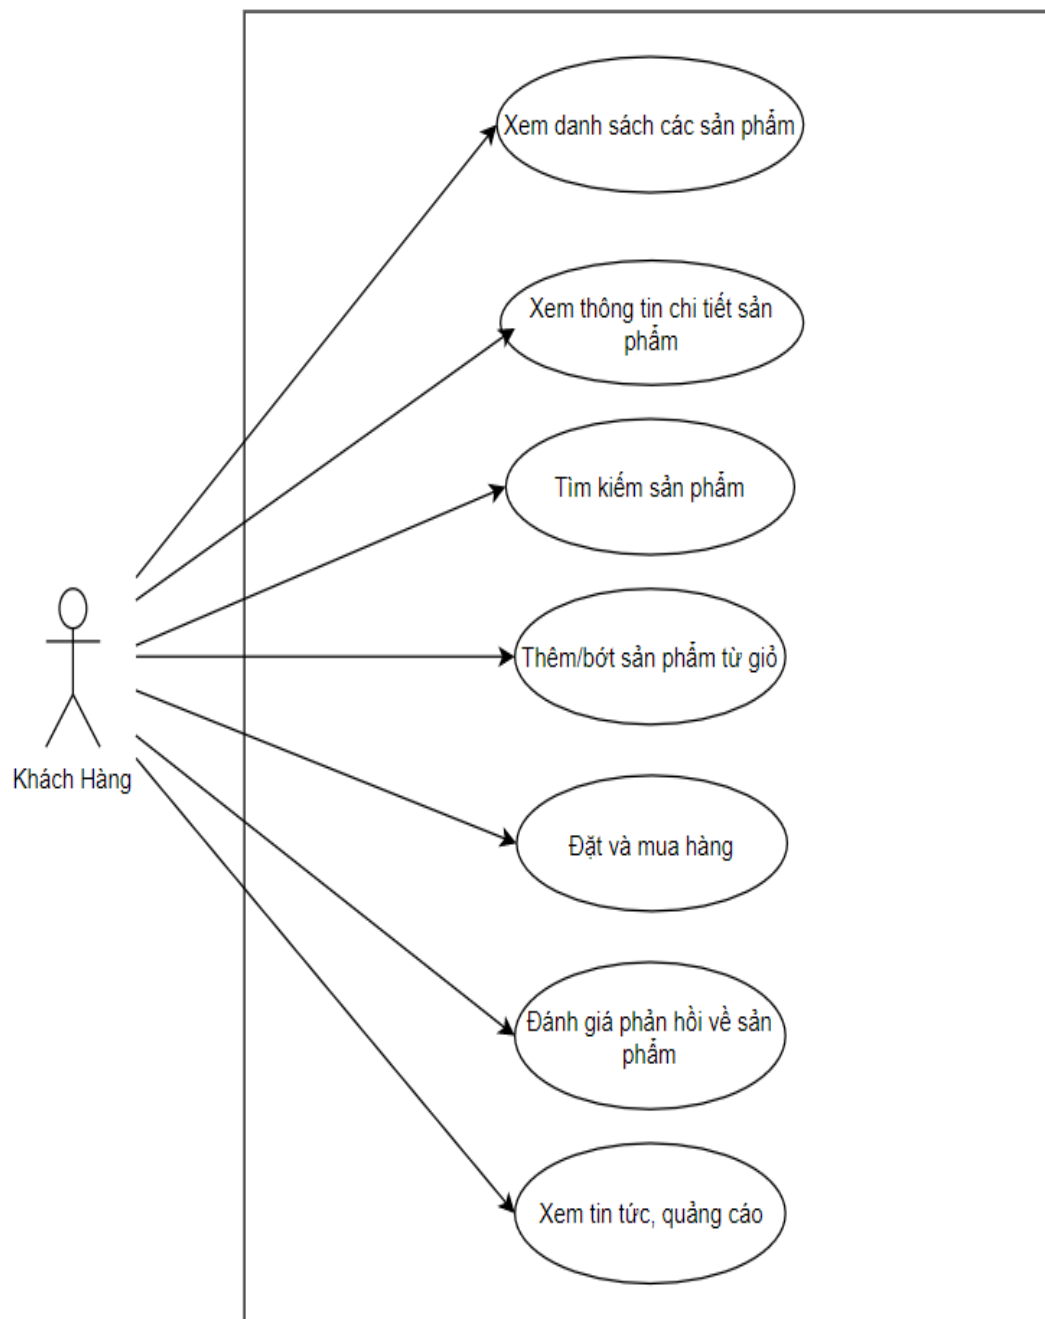 Xem danh sách các sản phẩm
Xem thông tin chi tiết sản
phẩm
Tìm kiếm sản phẩm
Thêm/bớt sản phẩm từ giỏ
Khách Hàng
Đặt và mua hàng
Đánh giá phản hồi về sản
phẩm
Xem tin tức, quảng cáo